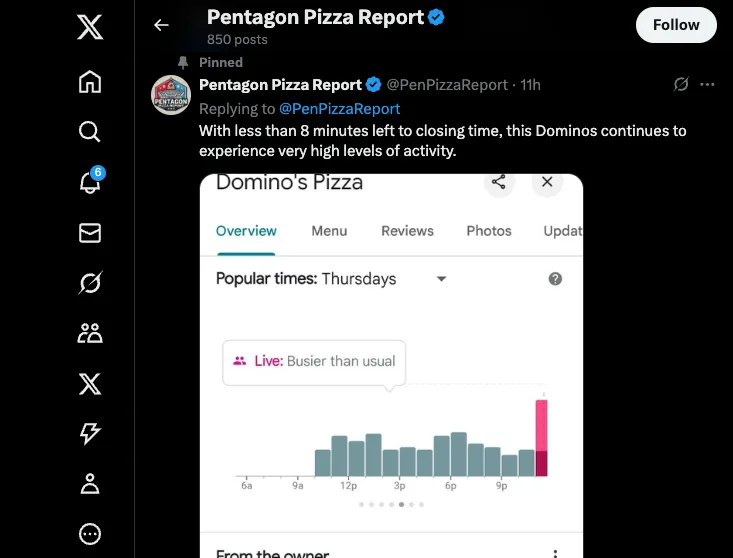 Pentagon Pizza Report
850 posts
Follow
Pinned
Pentagon Pizza Report @PenPizzaReport · 11h
Replying to @PenPizzaReport
With less than 8 minutes left to closing time, this Dominos continues to
experience very high levels of activity.
6
PENTAGON
Domino's Pizza
Overview Menu Reviews Photos Updat
Popular times: Thursdays
Live: Busier than usual
6a 9a 12p 3p 6p 9p
From the owner